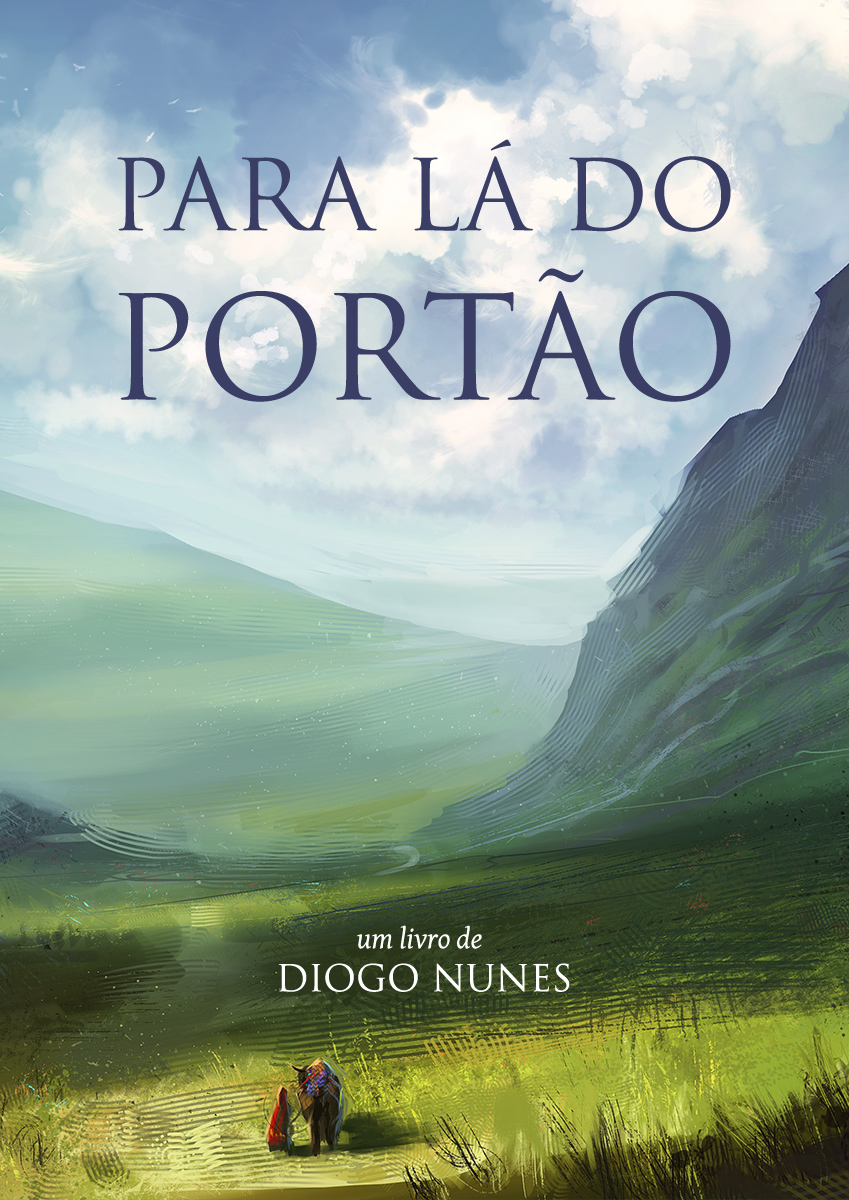 PARA LÁ DO
PORTÃO
um livro de
DIOGO NUNES